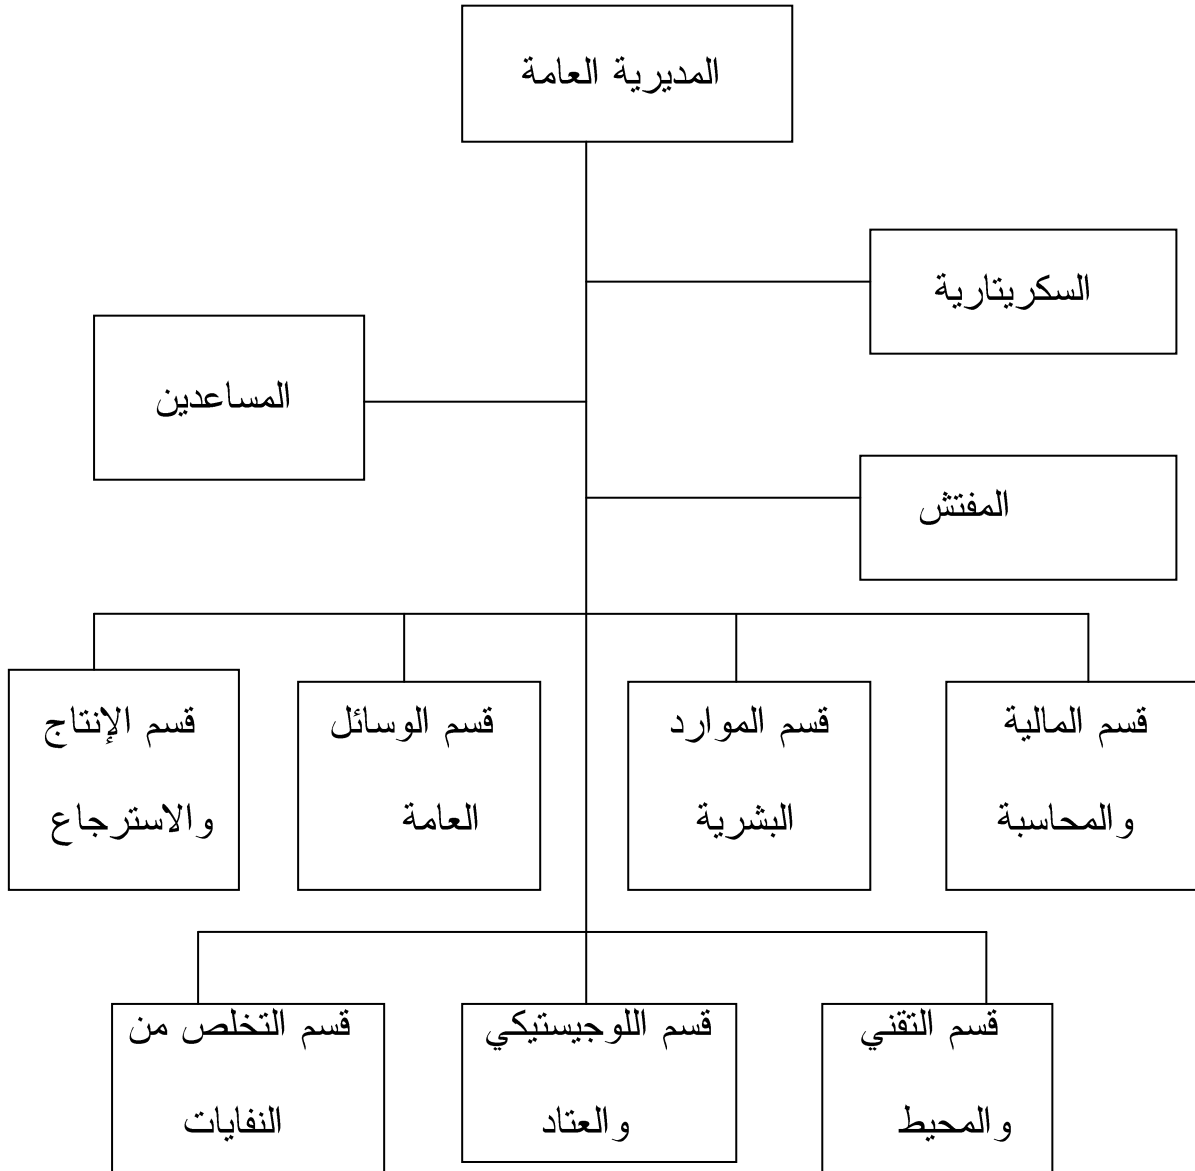 المديرية العامة
السكريتارية
المساعدين
المفتش
قسم المالية
والمحاسبة
قسم الموارد
البشرية
قسم الوسائل
العامة
قسم الإنتاج
والاسترجاع
قسم التقني
والمحيط
قسم اللوجيستيكي
والعتاد
قسم التخلص من
النفايات